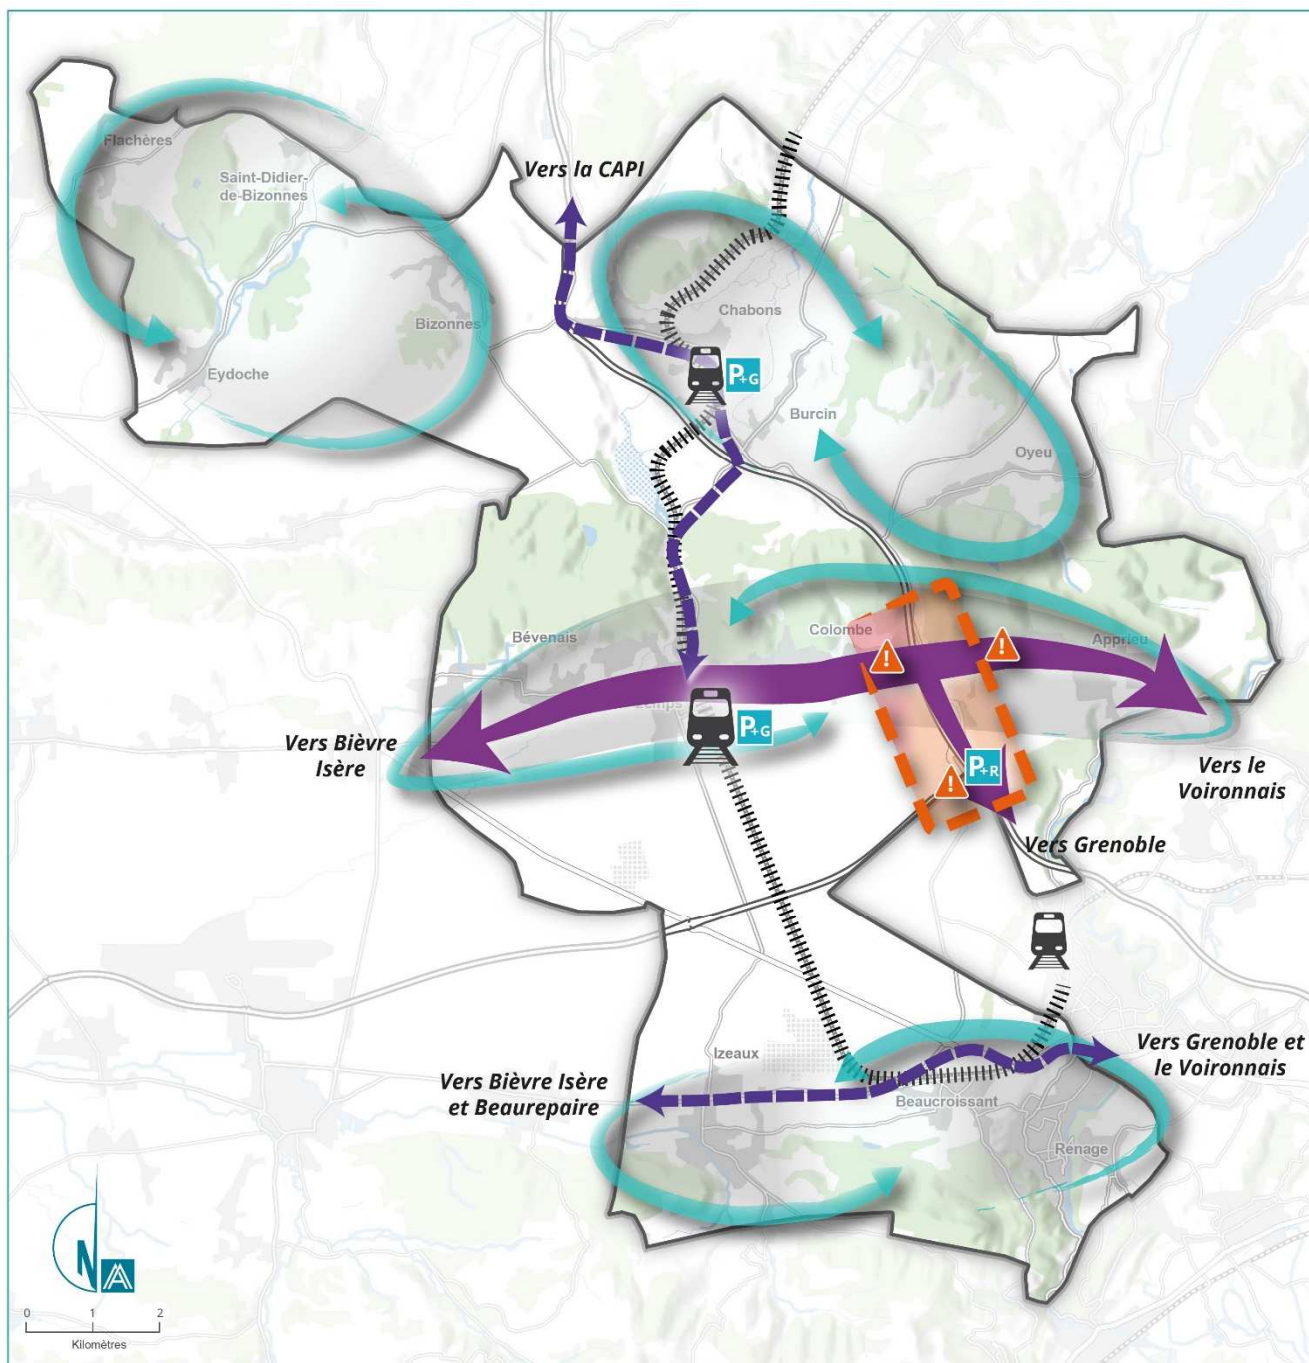 Flachères
Vers la CAPI
Saint-Didier-
de-Bizonnes
Chabons
Bizonnes
Eydoche
P+G
Burcin
Oyeu
Bévenais
Colombe
!
!
Apprieu
P+G
Vers Bièvre
Isère
P+R
!
Vers le
Voironnais
Vers Grenoble
Izeaux
Vers Grenoble et
le Voironnais
Vers Bièvre Isère
et Beaurepaire
Beaucroissant
Rénage
N
0 1 2
Kilomètres